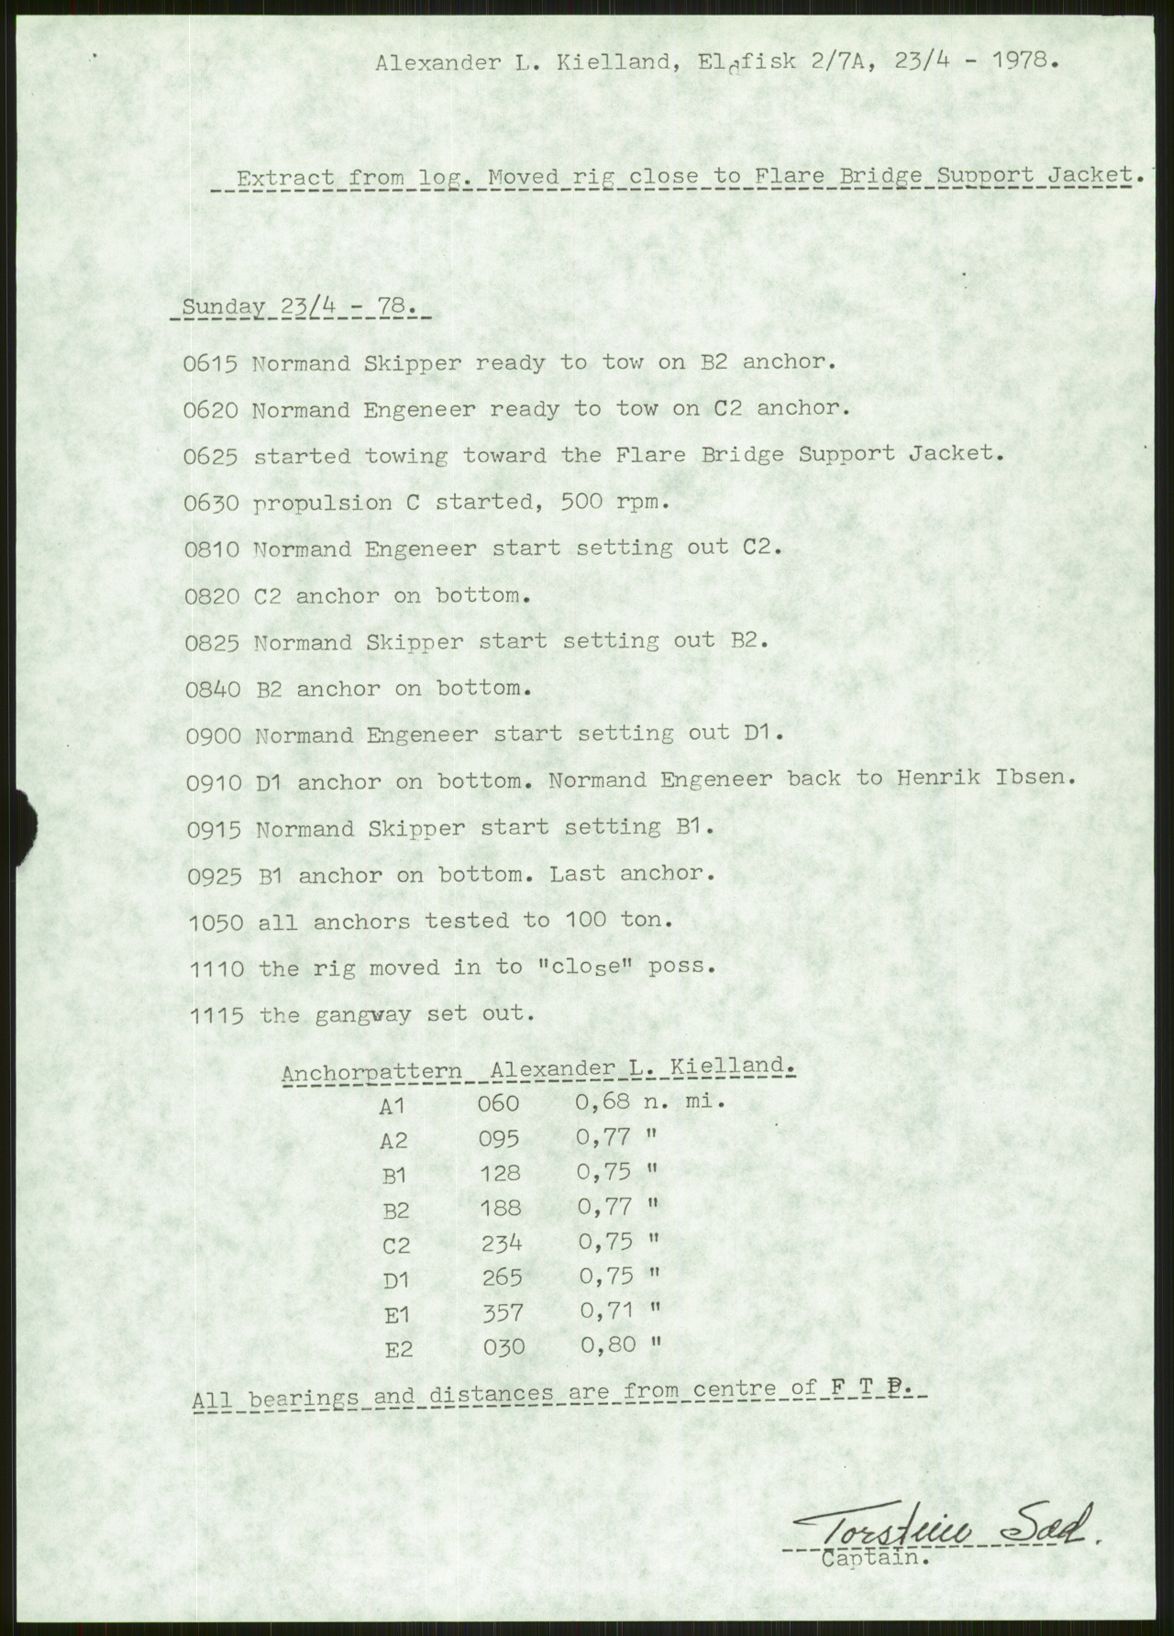 Alexander L. Kielland, Eldfisk 2/7A, 23/4 - 1978.
Extract from log. Moved rig close to Flare Bridge Support Jacket.
Sunday 23/4 - 78.
0615 Normand Skipper ready to tow on B2 anchor.
0620 Normand Engeneer ready to tow on C2 anchor.
0625 started towing toward the Flare Bridge Support Jacket.
0630 propulsion C started, 500 rpm.
0810 Normand Engeneer start setting out C2.
0820 C2 anchor on bottom.
0825 Normand Skipper start setting out B2.
0840 B2 anchor on bottom.
0900 Normand Engeneer start setting out D1.
0910 D1 anchor on bottom. Normand Engeneer back to Henrik Ibsen.
0915 Normand Skipper start setting B1.
0925 B1 anchor on bottom. Last anchor.
1050 all anchors tested to 100 ton.
1110 the rig moved in to "close" poss.
1115 the gangway set out.
Anchorpattern Alexander L. Kielland.
A1 060 0,68 n. mi.
A2 095 0,77 "
B1 128 0,75 "
B2 188 0,77 "
C2 234 0,75 "
D1 265 0,75 "
E1 357 0,71 "
E2 030 0,80 "
All bearings and distances are from centre of F T P.
Torstein Sæd.
Captain.